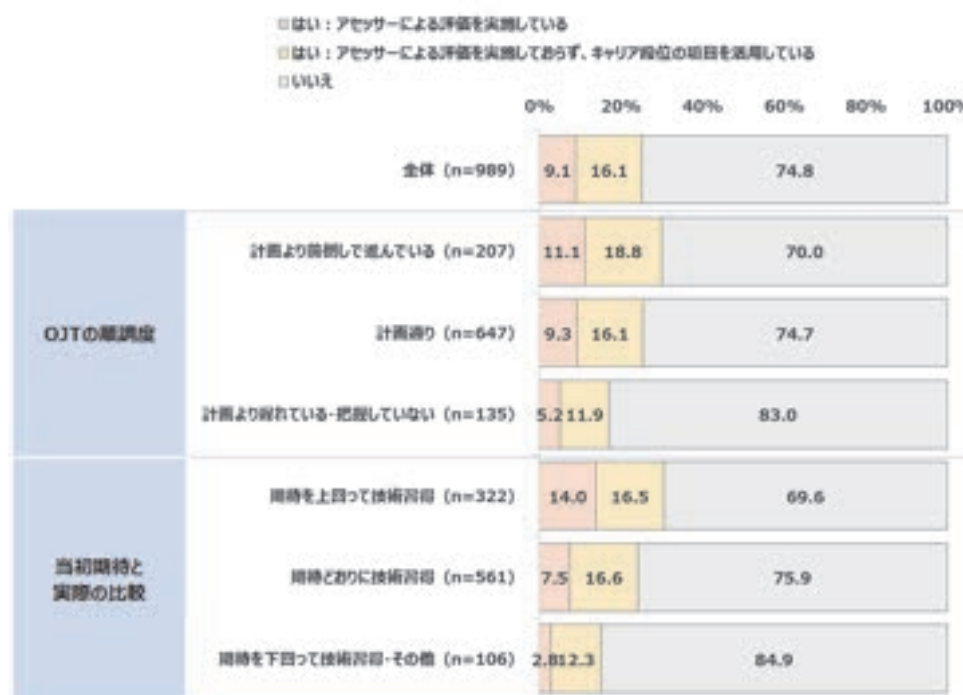 はい：アセッサーによる評価を実施している
はい：アセッサーによる評価を実施しておらず、キャリア段位の項目を活用している
いいえ
0% 20% 40% 60% 80% 100%
全体 (n=989) 9.1 16.1 74.8
計画より前倒しで進んでいる (n=207) 11.1 18.8 70.0
OJTの順調度 計画通り (n=647) 9.3 16.1 74.7
計画より遅れている･把握していない (n=135) 5.2 11.9 83.0
期待を上回って技術習得 (n=322) 14.0 16.5 69.6
当初期待と
実際の比較
期待どおりに技術習得 (n=561) 7.5 16.6 75.9
期待を下回って技術習得･その他 (n=106) 2.8 12.3 84.9